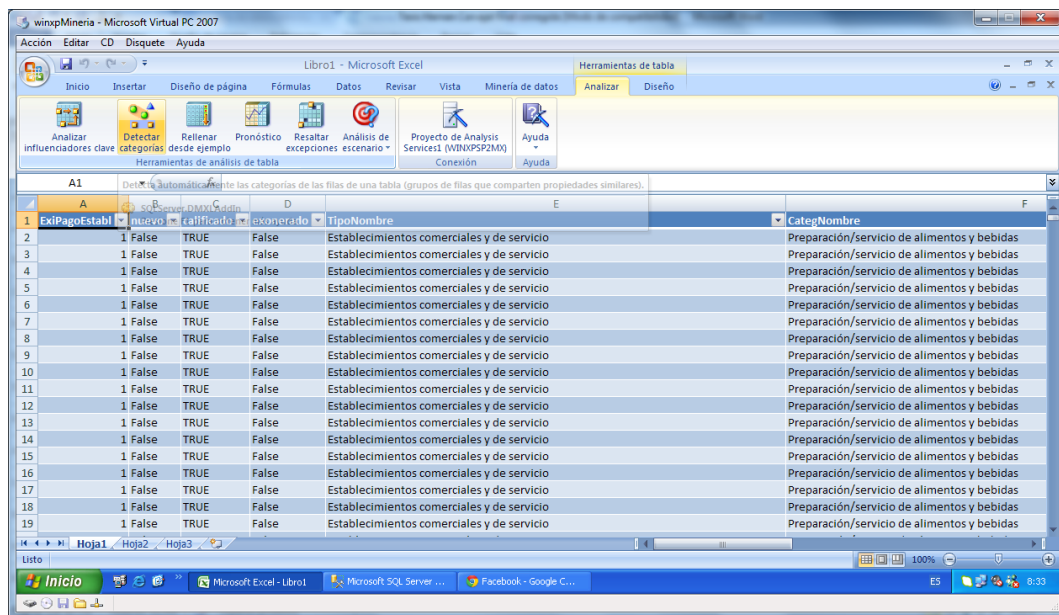 winxpMineria - Microsoft Virtual PC 2007
Acción Editar CD Disquete Ayuda
Libro1 - Microsoft Excel Herramientas de tabla
Inicio Insertar Diseño de página Fórmulas Datos Revisar Vista Minería de datos Analizar Diseño
Analizar influenciadores clave
Detectar categorías
Rellenar desde ejemplo
Pronóstico
Resaltar excepciones
Análisis de escenario
Proyecto de Analysis Services1 (WINXPSP2MX)
Ayuda
Herramientas de análisis de tabla Conexión Ayuda
A1 fx
Detecta automáticamente las categorías de las filas de una tabla (grupos de filas que comparten propiedades similares).
SQLServer.DMXLAddIn
A B C D E F
1 ExiPagoEstabl nuevo calificado exonerado TipoNombre CategNombre
2 1 False TRUE False Establecimientos comerciales y de servicio Preparación/servicio de alimentos y bebidas
3 1 False TRUE False Establecimientos comerciales y de servicio Preparación/servicio de alimentos y bebidas
4 1 False TRUE False Establecimientos comerciales y de servicio Preparación/servicio de alimentos y bebidas
5 1 False TRUE False Establecimientos comerciales y de servicio Preparación/servicio de alimentos y bebidas
6 1 False TRUE False Establecimientos comerciales y de servicio Preparación/servicio de alimentos y bebidas
7 1 False TRUE False Establecimientos comerciales y de servicio Preparación/servicio de alimentos y bebidas
8 1 False TRUE False Establecimientos comerciales y de servicio Preparación/servicio de alimentos y bebidas
9 1 False TRUE False Establecimientos comerciales y de servicio Preparación/servicio de alimentos y bebidas
10 1 False TRUE False Establecimientos comerciales y de servicio Preparación/servicio de alimentos y bebidas
11 1 False TRUE False Establecimientos comerciales y de servicio Preparación/servicio de alimentos y bebidas
12 1 False TRUE False Establecimientos comerciales y de servicio Preparación/servicio de alimentos y bebidas
13 1 False TRUE False Establecimientos comerciales y de servicio Preparación/servicio de alimentos y bebidas
14 1 False TRUE False Establecimientos comerciales y de servicio Preparación/servicio de alimentos y bebidas
15 1 False TRUE False Establecimientos comerciales y de servicio Preparación/servicio de alimentos y bebidas
16 1 False TRUE False Establecimientos comerciales y de servicio Preparación/servicio de alimentos y bebidas
17 1 False TRUE False Establecimientos comerciales y de servicio Preparación/servicio de alimentos y bebidas
18 1 False TRUE False Establecimientos comerciales y de servicio Preparación/servicio de alimentos y bebidas
19 1 False TRUE False Establecimientos comerciales y de servicio Preparación/servicio de alimentos y bebidas
Hoja1 Hoja2 Hoja3
Listo 100%
Inicio Microsoft Excel - Libro1 Microsoft SQL Server ... Facebook - Google C... ES 8:33